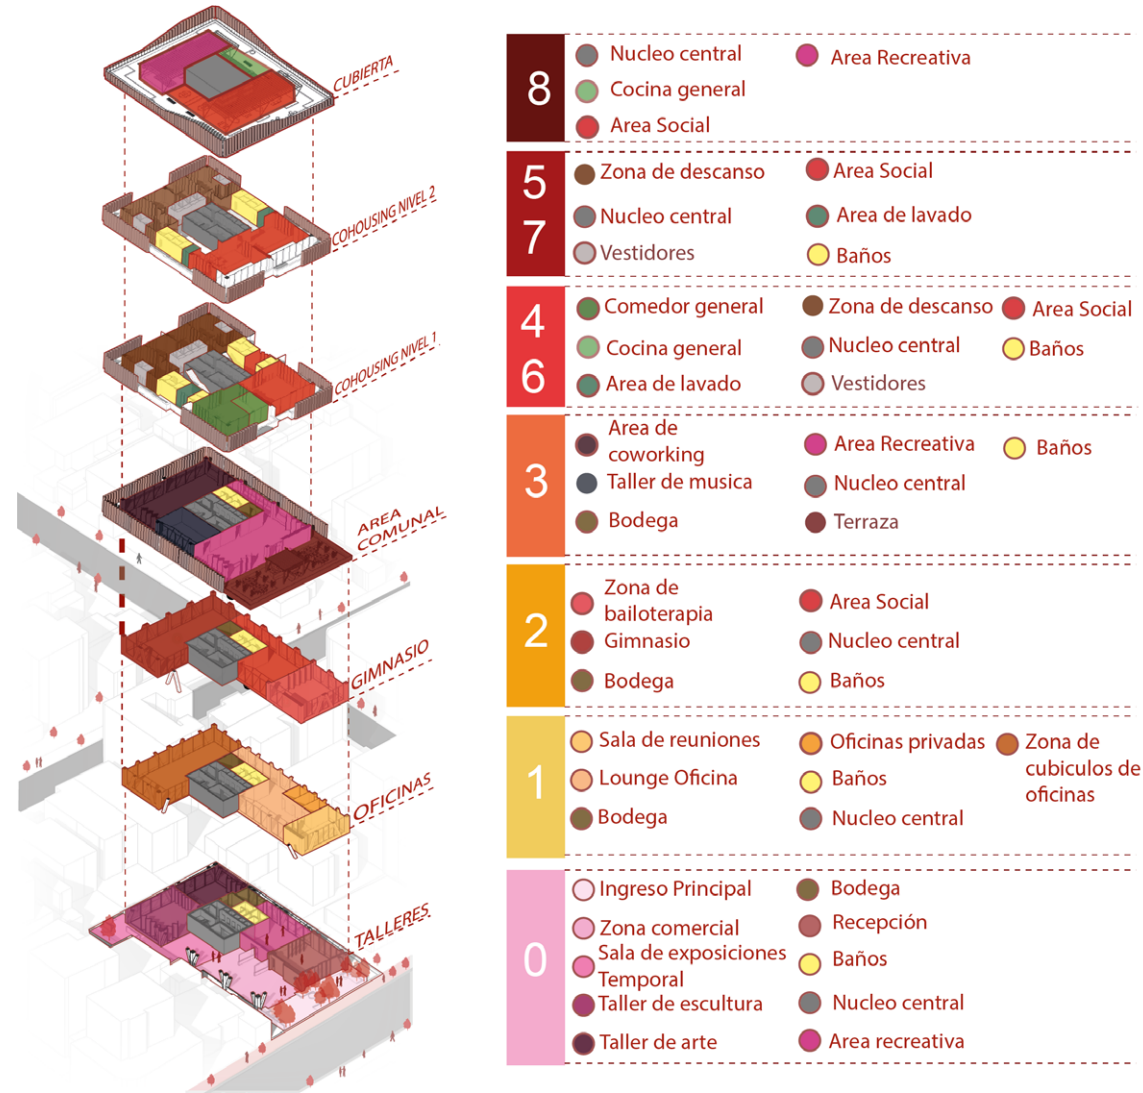 CUBIERTA
COHOUSING NIVEL 2
COHOUSING NIVEL 1
AREA
COMUNAL
GIMNASIO
OFICINAS
TALLERES
8
Nucleo central
Area Recreativa
Cocina general
Area Social
5
7
Zona de descanso
Area Social
Nucleo central
Area de lavado
Vestidores
Baños
4
6
Comedor general
Zona de descanso
Area Social
Cocina general
Nucleo central
Baños
Area de lavado
Vestidores
3
Area de
coworking
Area Recreativa
Baños
Taller de musica
Nucleo central
Bodega
Terraza
2
Zona de
bailoterapia
Area Social
Gimnasio
Nucleo central
Bodega
Baños
1
Sala de reuniones
Oficinas privadas
Zona de
cubiculos de
oficinas
Lounge Oficina
Baños
Bodega
Nucleo central
0
Ingreso Principal
Bodega
Zona comercial
Recepción
Sala de exposiciones
Temporal
Baños
Taller de escultura
Nucleo central
Taller de arte
Area recreativa